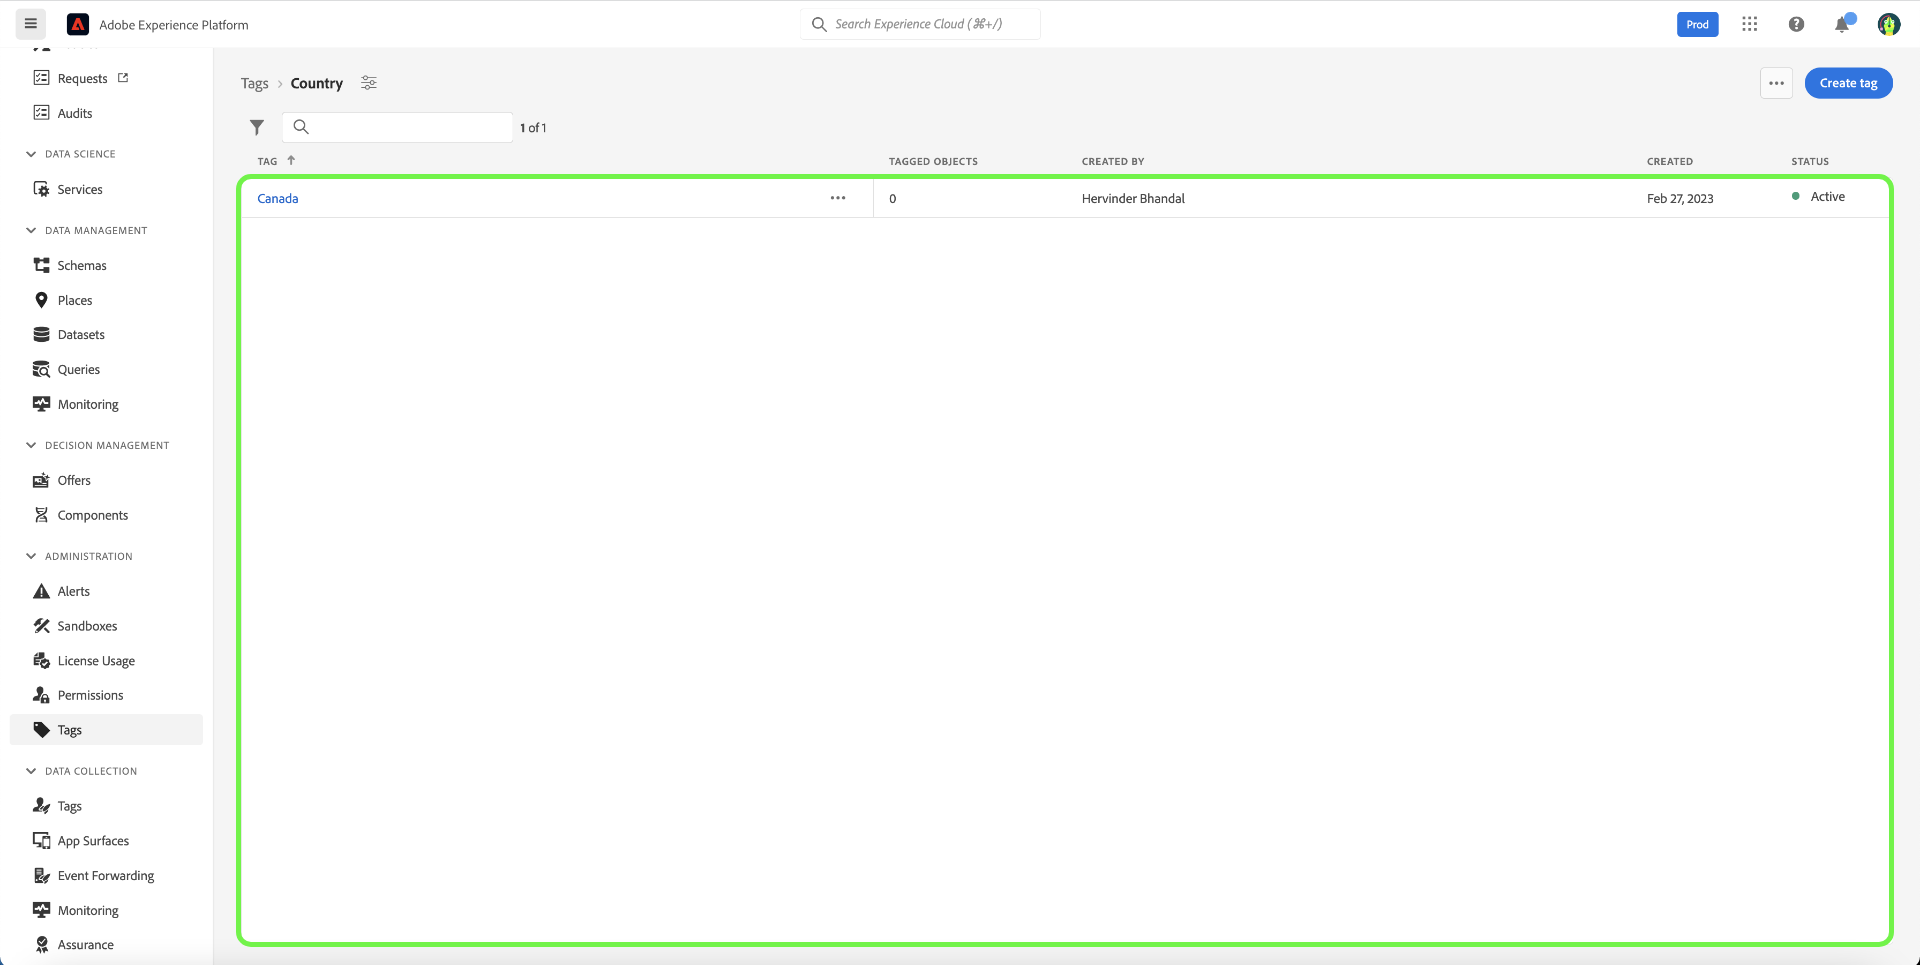 Adobe Experience Platform
Search Experience Cloud (⌘+/)
Prod
Requests
Audits
DATA SCIENCE
Services
DATA MANAGEMENT
Schemas
Places
Datasets
Queries
Monitoring
DECISION MANAGEMENT
Offers
Components
ADMINISTRATION
Alerts
Sandboxes
License Usage
Permissions
Tags
DATA COLLECTION
Tags
App Surfaces
Event Forwarding
Monitoring
Assurance
Tags › Country
Create tag
1 of 1
TAG TAGGED OBJECTS CREATED BY CREATED STATUS
Canada 0 Hervinder Bhandal Feb 27, 2023 Active